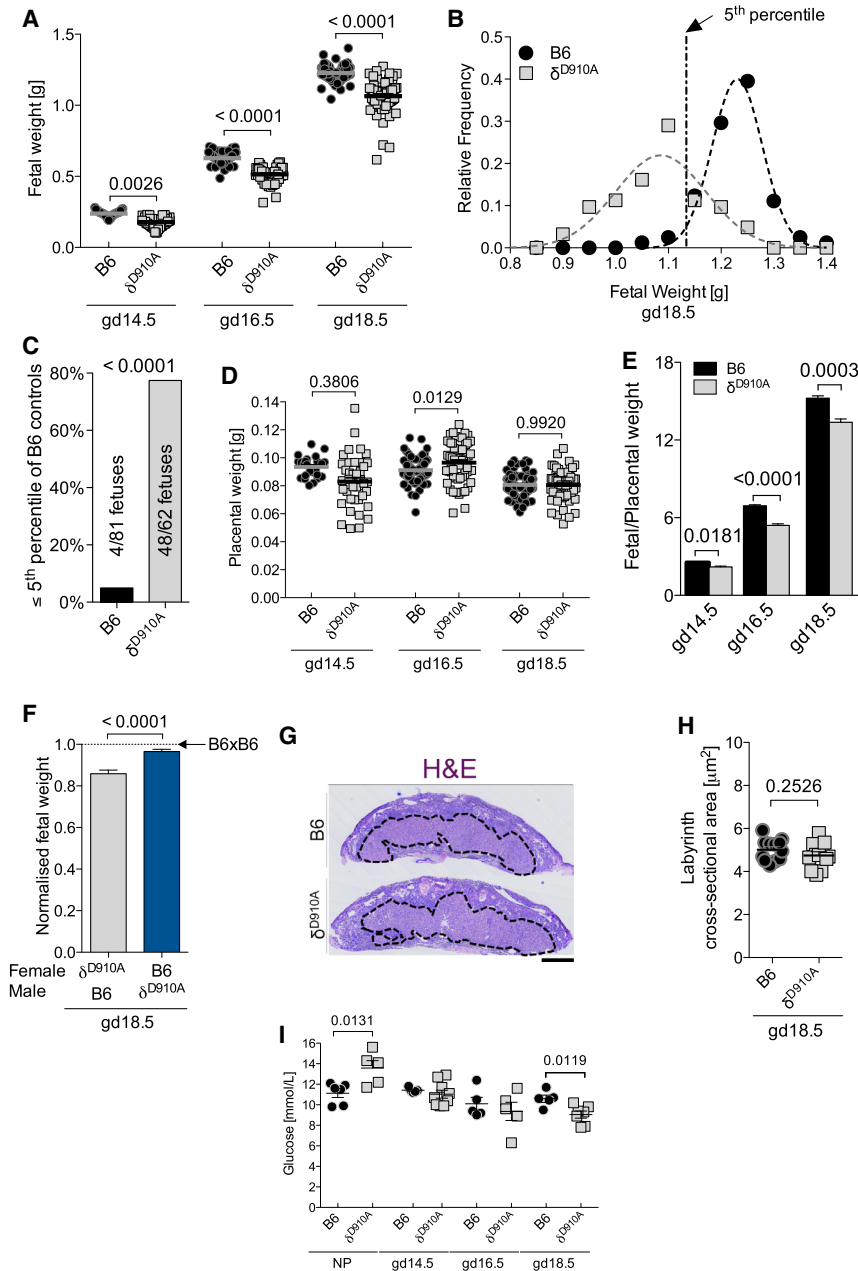 A
Fetal weight [g]
1.5
1.0
0.5
0.0
0.0026
< 0.0001
< 0.0001
B6
δD910A
B6
δD910A
B6
δD910A
gd14.5
gd16.5
gd18.5
B
5th percentile
B6
δD910A
Relative Frequency
0.5
0.4
0.3
0.2
0.1
0.0
0.8
0.9
1.0
1.1
1.2
1.3
1.4
Fetal Weight [g]
gd18.5
C
≤ 5th percentile of B6 controls
< 0.0001
80%
60%
40%
20%
0%
4/81 fetuses
48/62 fetuses
B6
δD910A
D
Placental weight [g]
0.14
0.12
0.10
0.08
0.06
0.04
0.02
0.00
0.3806
0.0129
0.9920
B6
δD910A
B6
δD910A
B6
δD910A
gd14.5
gd16.5
gd18.5
E
Fetal/Placental weight
B6
δD910A
18
12
6
0
0.0181
<0.0001
0.0003
gd14.5
gd16.5
gd18.5
F
Normalised fetal weight
< 0.0001
B6xB6
1.0
0.8
0.6
0.4
0.2
0.0
Female δD910A B6
Male B6 δD910A
gd18.5
G
H&E
B6
δD910A
H
Labyrinth
cross-sectional area [μm2]
10
8
6
4
2
0
0.2526
B6
δD910A
gd18.5
I
Glucose [mmol/L]
16
14
12
10
8
6
4
2
0
0.0131
0.0119
B6
δD910A
B6
δD910A
B6
δD910A
B6
δD910A
NP
gd14.5
gd16.5
gd18.5